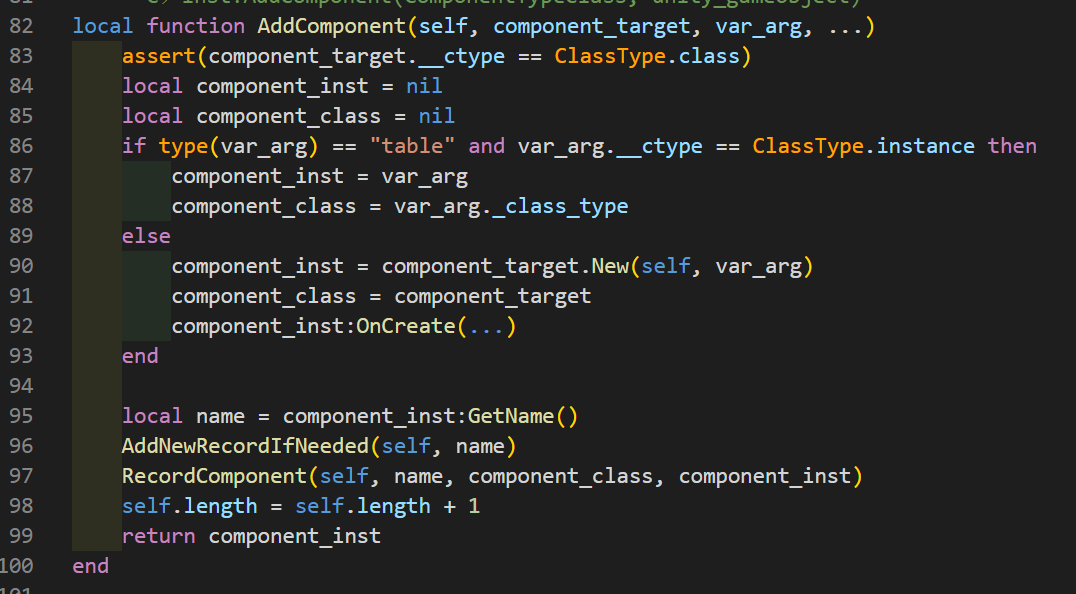 82 local function AddComponent(self, component_target, var_arg, ...)
83 assert(component_target.__ctype == ClassType.class)
84 local component_inst = nil
85 local component_class = nil
86 if type(var_arg) == "table" and var_arg.__ctype == ClassType.instance then
87 component_inst = var_arg
88 component_class = var_arg._class_type
89 else
90 component_inst = component_target.New(self, var_arg)
91 component_class = component_target
92 component_inst:OnCreate(...)
93 end
94
95 local name = component_inst:GetName()
96 AddNewRecordIfNeeded(self, name)
97 RecordComponent(self, name, component_class, component_inst)
98 self.length = self.length + 1
99 return component_inst
100 end